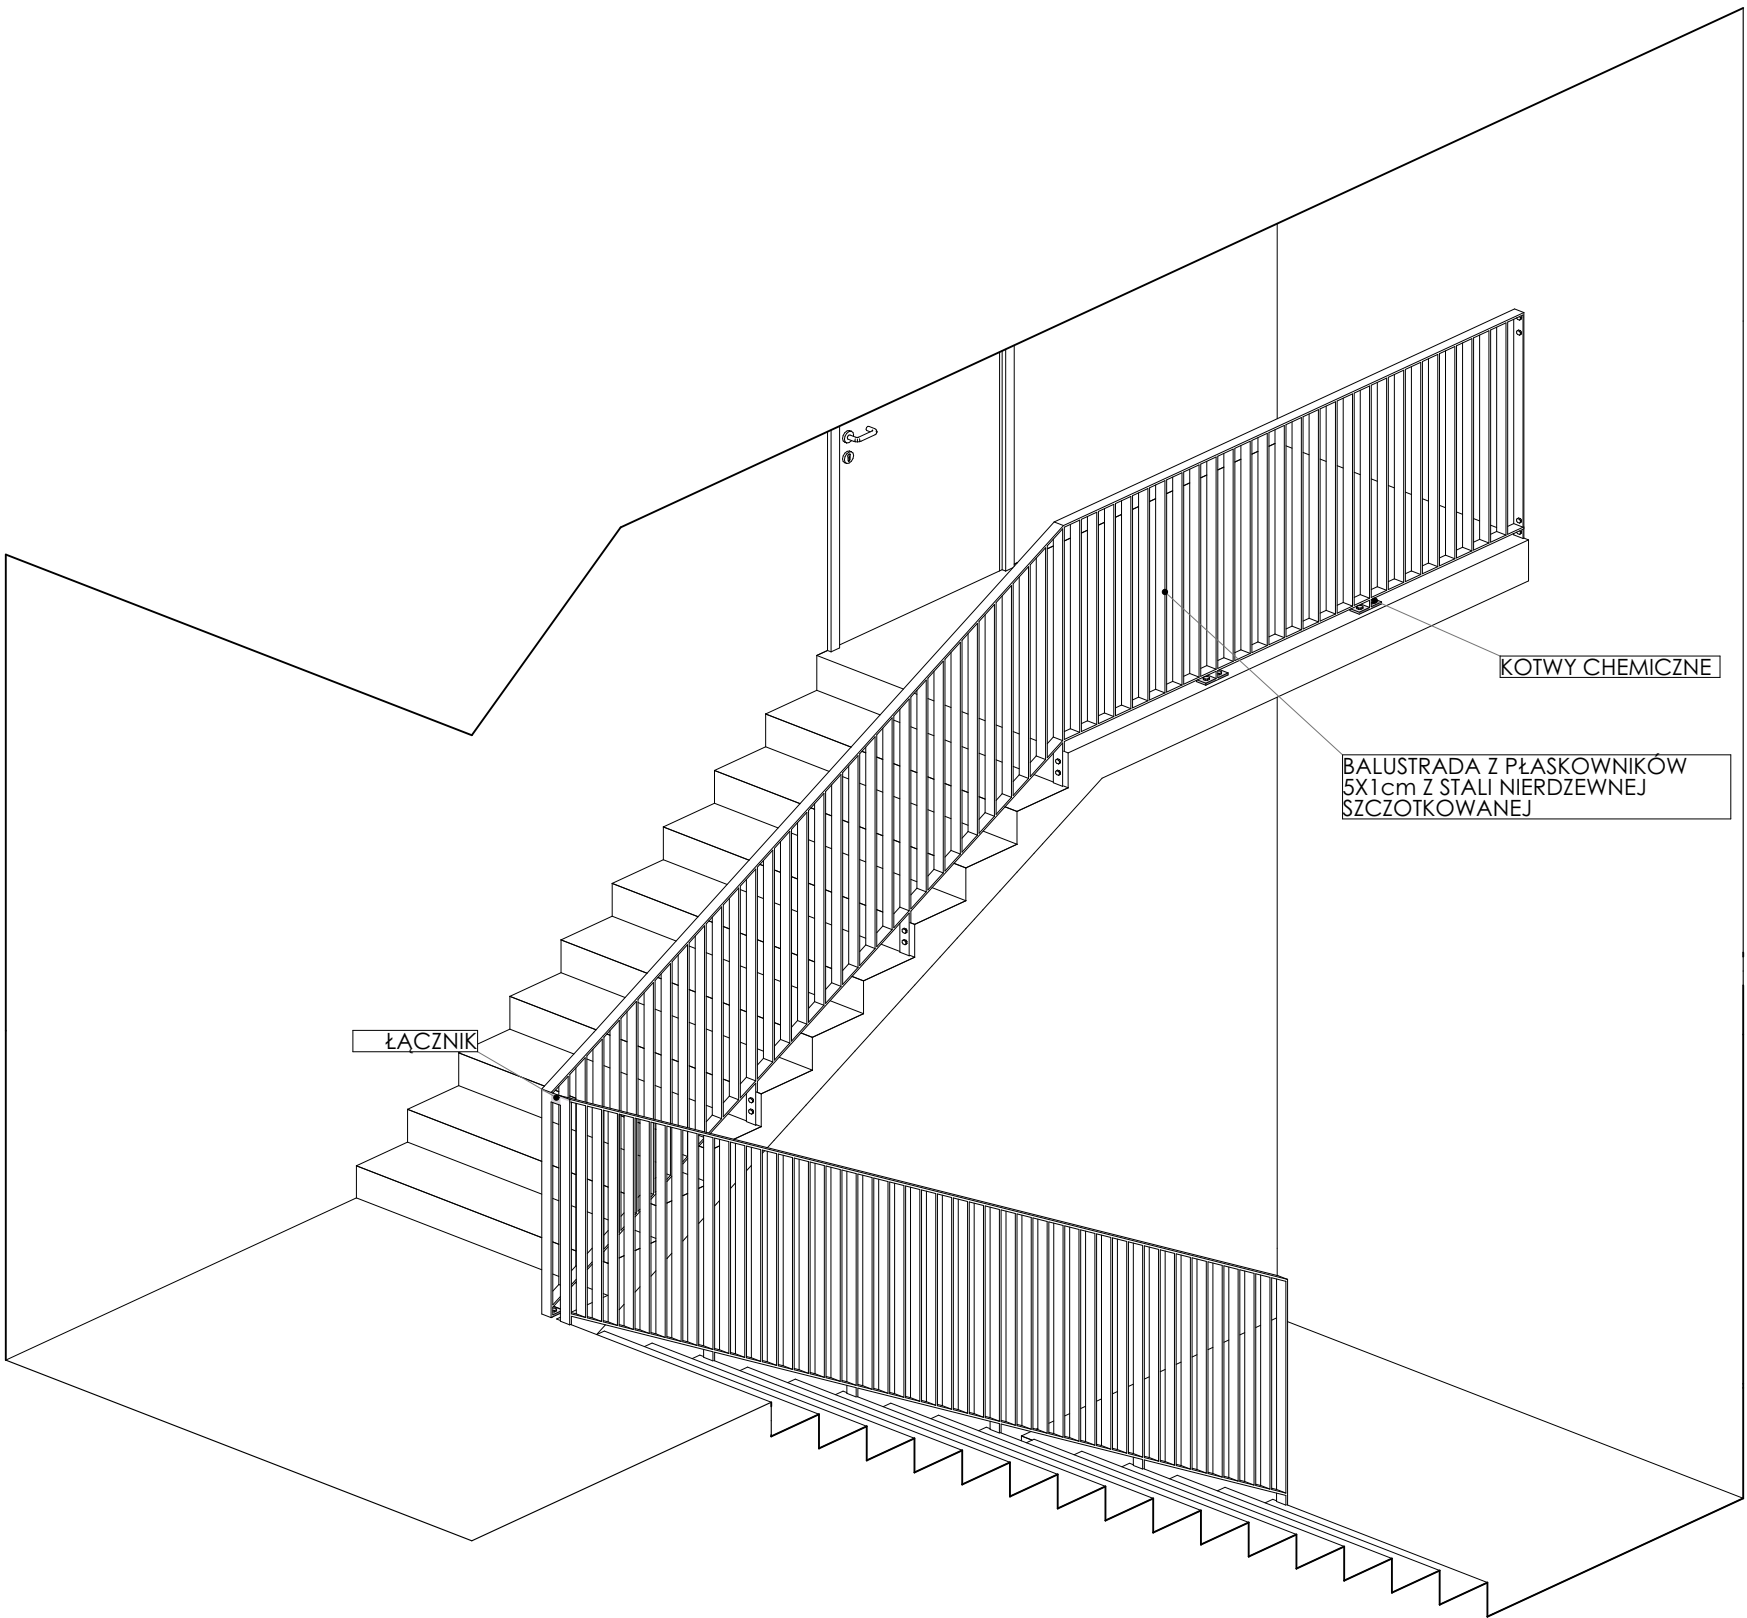 KOTWY CHEMICZNE
BALUSTRADA Z PŁASKOWNIKÓW
5X1cm Z STALI NIERDZEWNEJ
SZCZOTKOWANEJ
ŁĄCZNIK